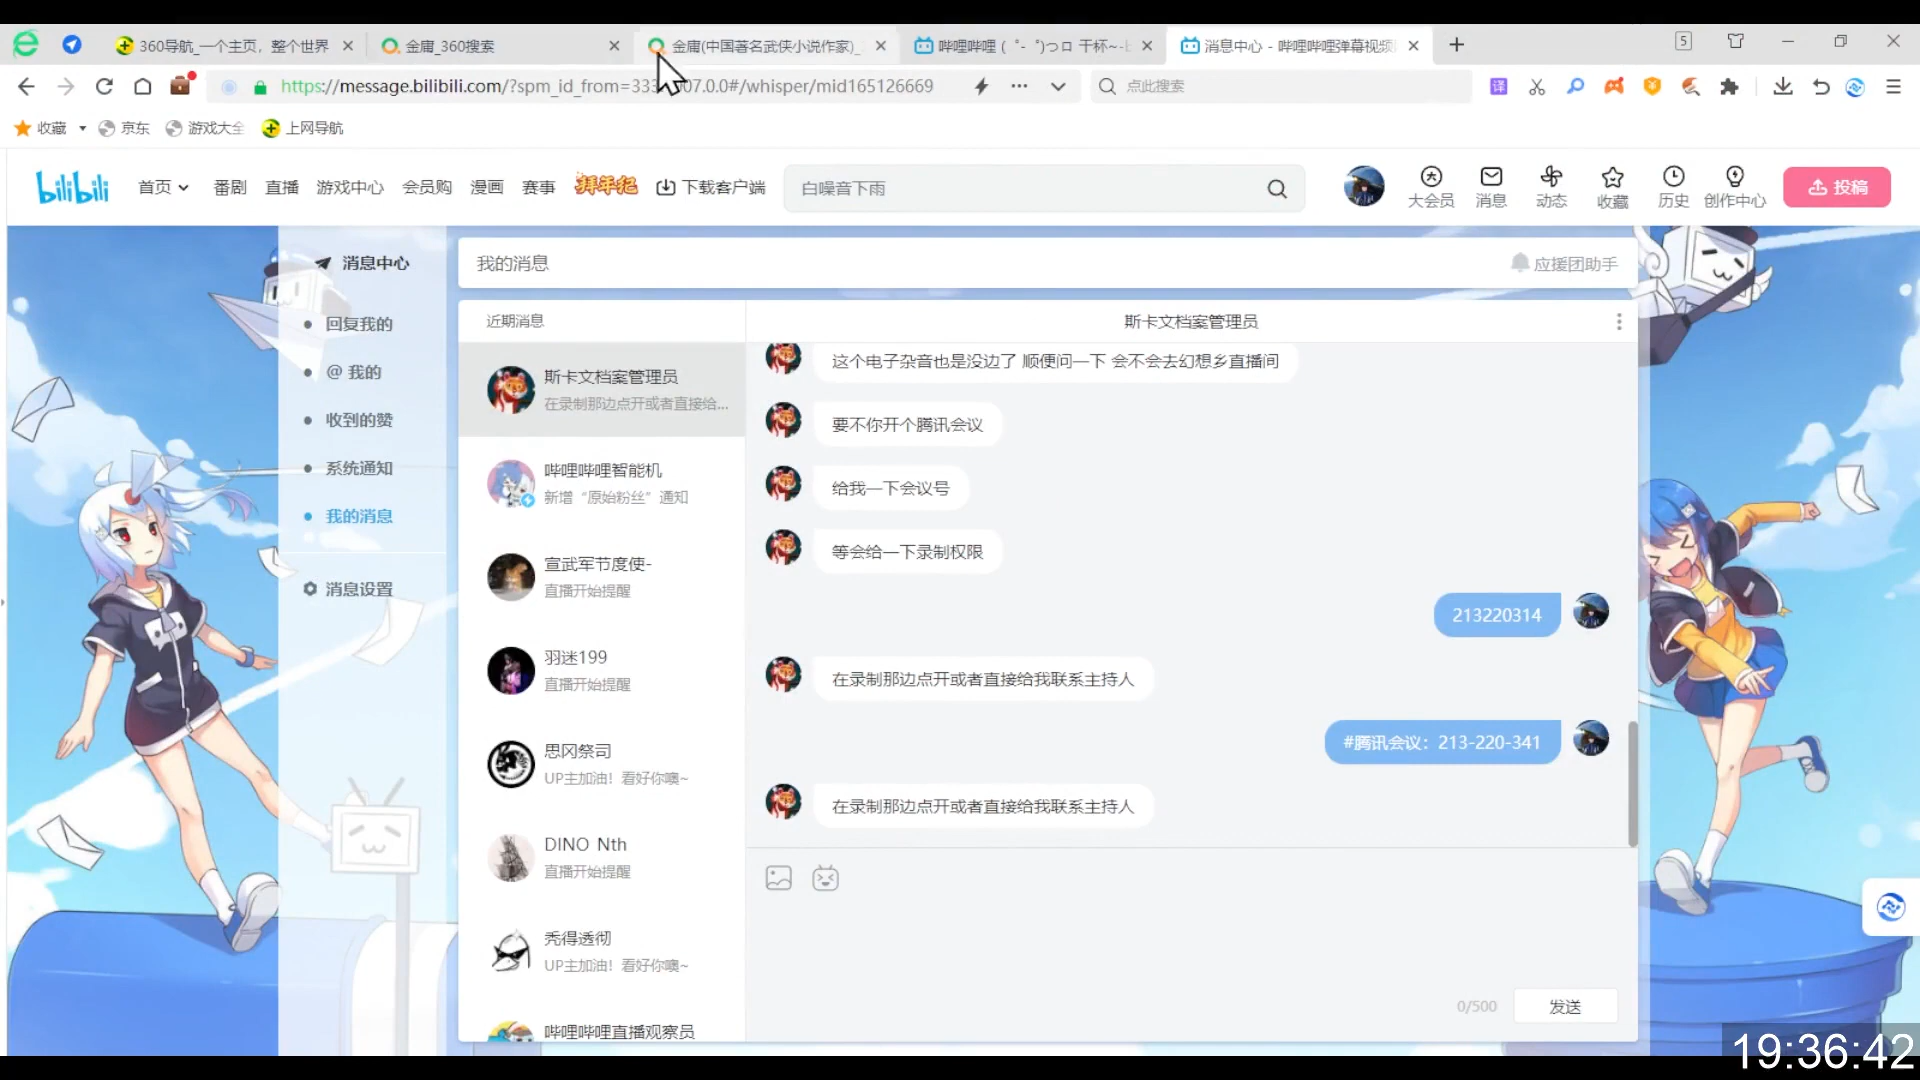 360导航_一个主页，整个世界
金庸_360搜索
金庸(中国著名武侠小说作家)_
哔哩哔哩 (゜-゜)つロ 干杯~-b
消息中心 - 哔哩哔哩弹幕视频
5
https://message.bilibili.com/?spm_id_from=333 07.0.0#/whisper/mid165126669
点此搜索
译
收藏
京东
游戏大全
上网导航
bilibili
首页
番剧
直播
游戏中心
会员购
漫画
赛事
拜年纪
下载客户端
白噪音下雨
大会员
消息
动态
收藏
历史
创作中心
投稿
消息中心
回复我的
@ 我的
收到的赞
系统通知
我的消息
消息设置
我的消息
应援团助手
近期消息
斯卡文档案管理员
在录制那边点开或者直接给...
哔哩哔哩智能机
新增“原始粉丝”通知
宣武军节度使-
直播开始提醒
羽迷199
直播开始提醒
思冈祭司
UP主加油！看好你噢~
DINO Nth
直播开始提醒
秃得透彻
UP主加油！看好你噢~
哔哩哔哩直播观察员
斯卡文档案管理员
这个电子杂音也是没边了 顺便问一下 会不会去幻想乡直播间
要不你开个腾讯会议
给我一下会议号
等会给一下录制权限
213220314
在录制那边点开或者直接给我联系主持人
#腾讯会议：213-220-341
在录制那边点开或者直接给我联系主持人
0/500
发送
19:36:42